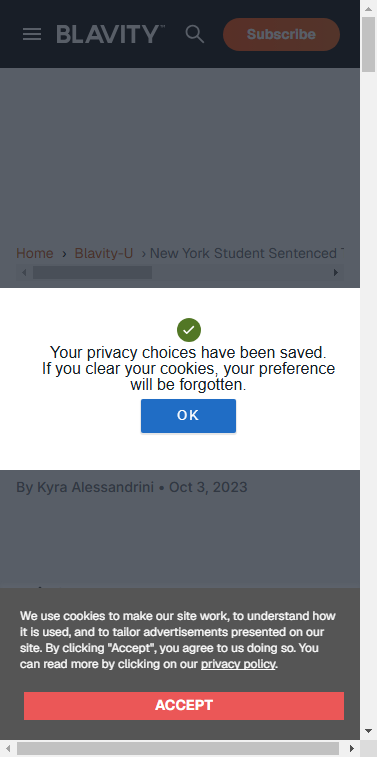 BLAVITY™
Subscribe
Home › Blavity-U › New York Student Sentenced
Your privacy choices have been saved.
If you clear your cookies, your preference
will be forgotten.
OK
By Kyra Alessandrini • Oct 3, 2023
We use cookies to make our site work, to understand how
it is used, and to tailor advertisements presented on our
site. By clicking "Accept", you agree to us doing so. You
can read more by clicking on our privacy policy.
ACCEPT